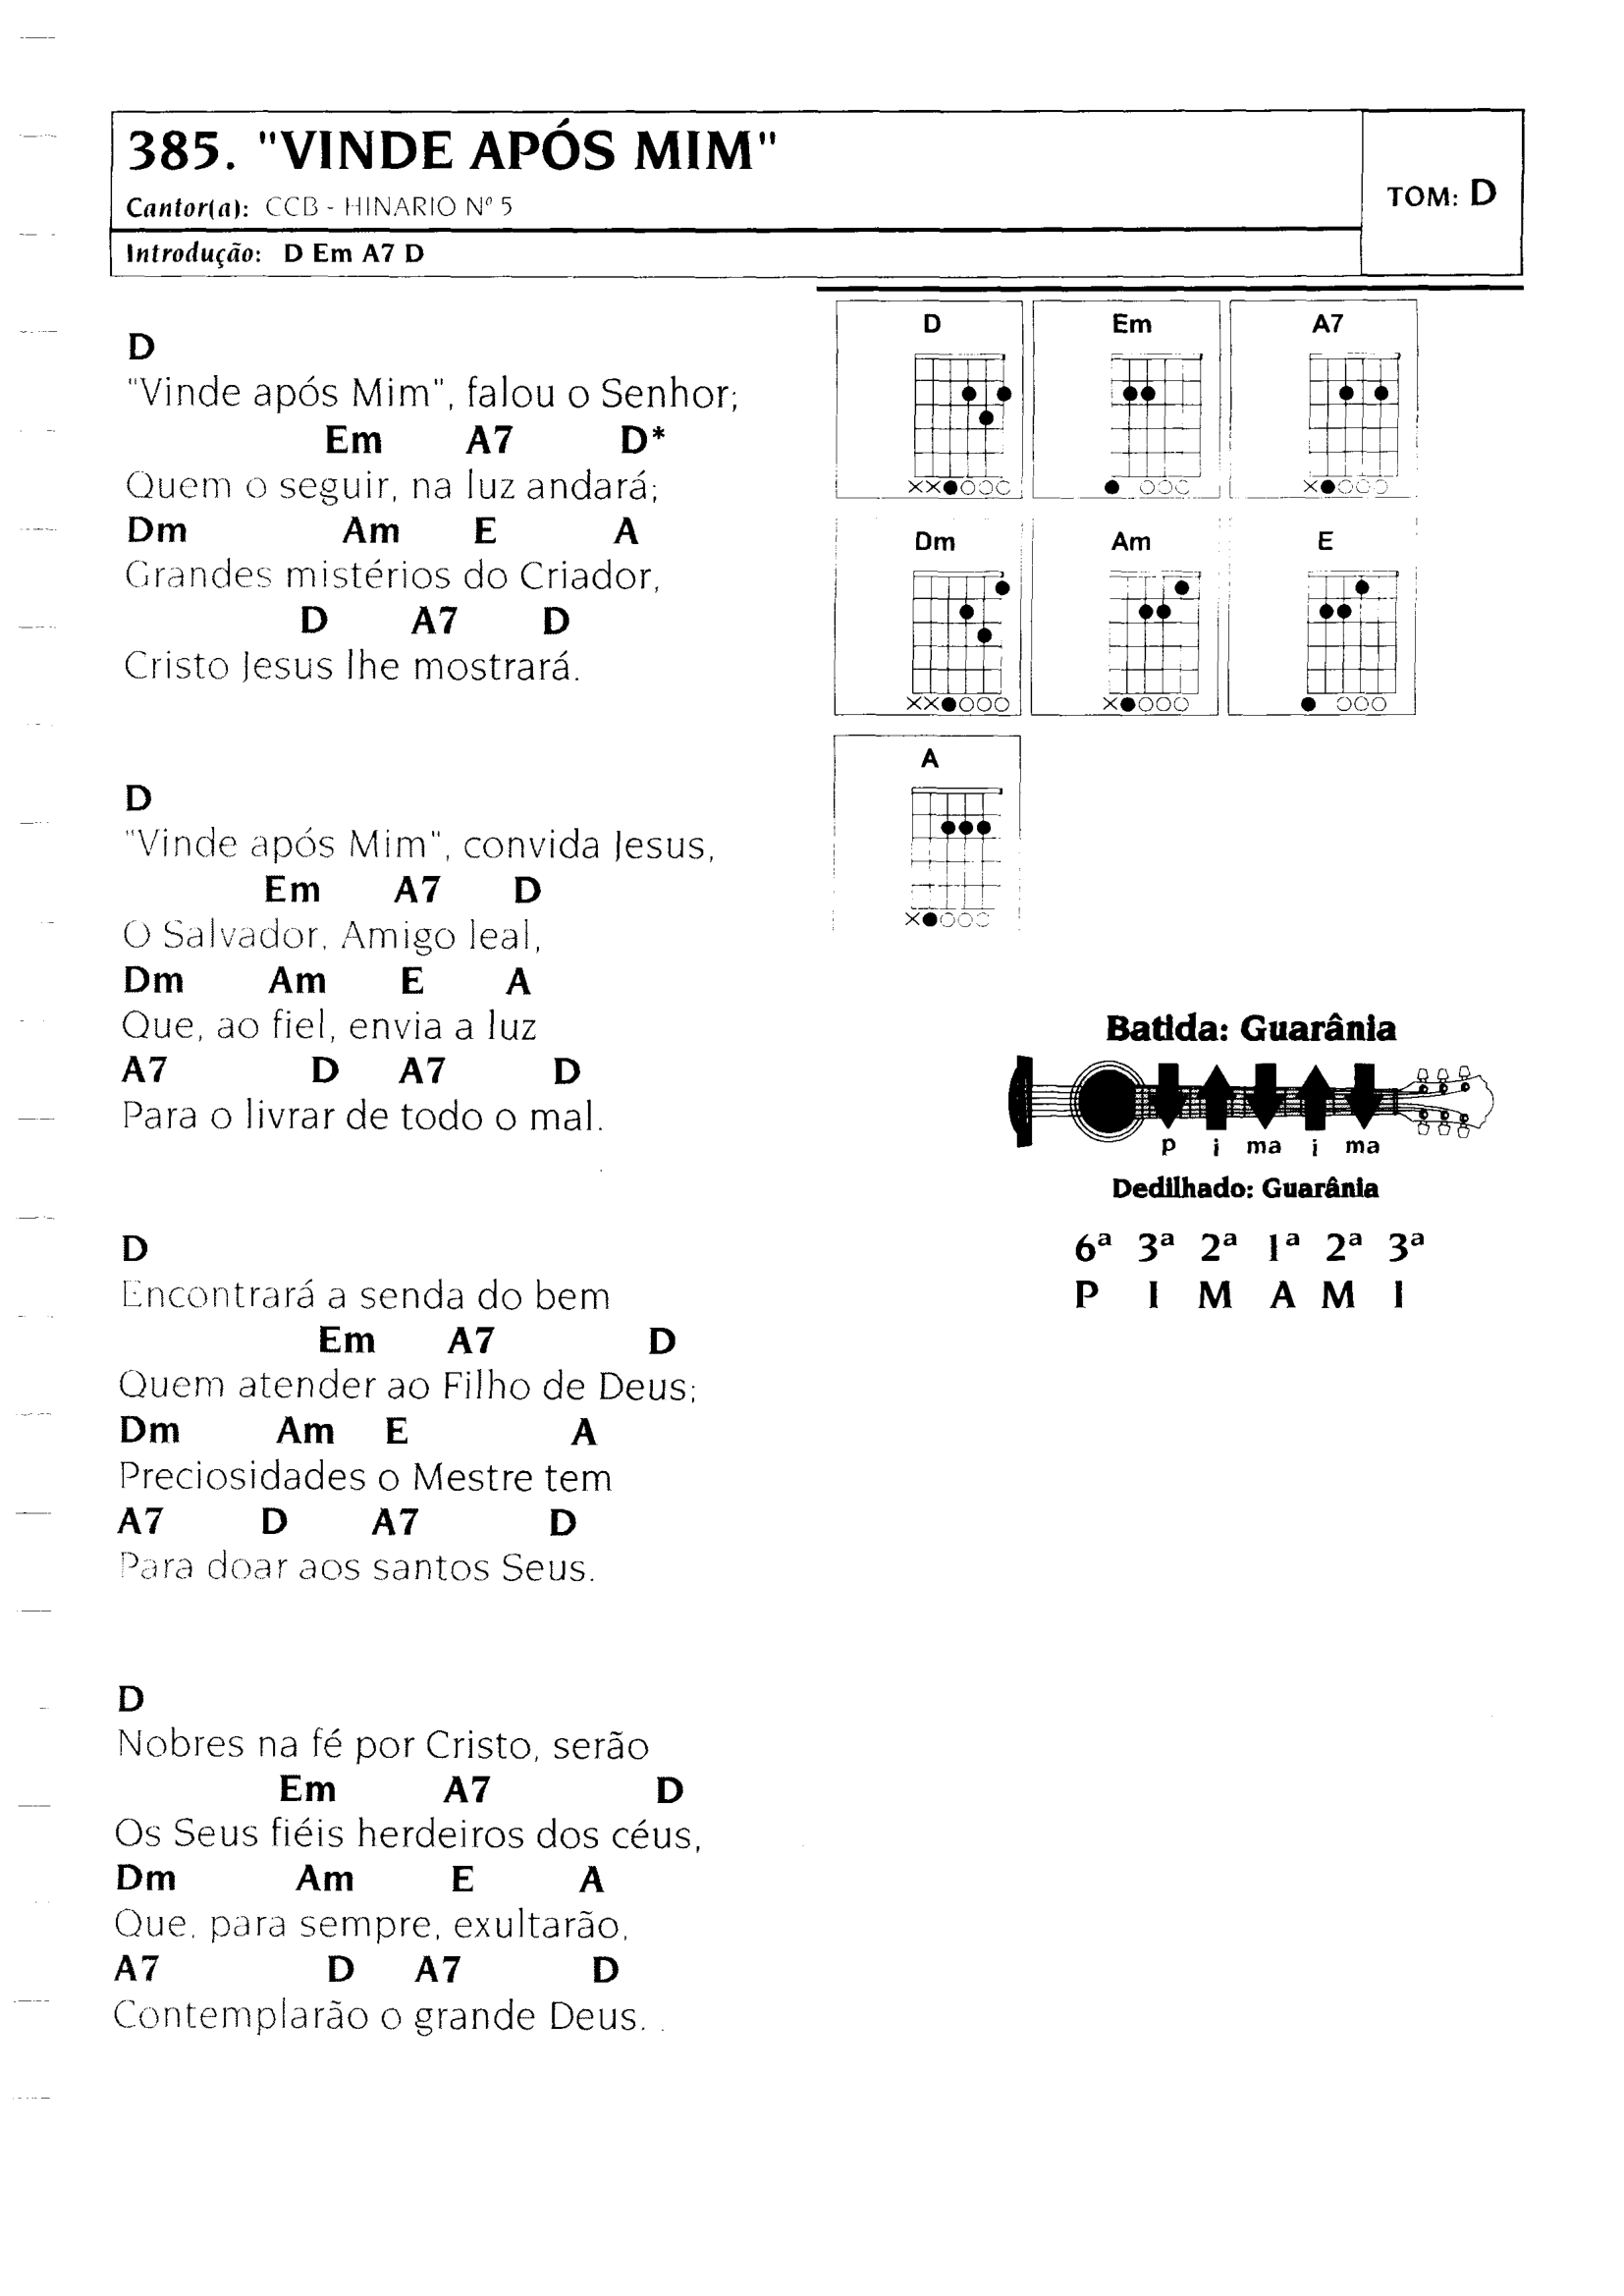 385. "VINDE APÓS MIM"
Cantor(a): CCB - HINARIO Nº 5
TOM: D
Introdução: D Em A7 D
D
"Vinde após Mim", falou o Senhor;
Em A7 D*
Quem o seguir, na luz andará;
Dm Am E A
Grandes mistérios do Criador,
D A7 D
Cristo Jesus lhe mostrará.
D
"Vinde após Mim", convida Jesus,
Em A7 D
O Salvador, Amigo leal,
Dm Am E A
Que, ao fiel, envia a luz
A7 D A7 D
Para o livrar de todo o mal.
D
Encontrará a senda do bem
Em A7 D
Quem atender ao Filho de Deus;
Dm Am E A
Preciosidades o Mestre tem
A7 D A7 D
Para doar aos santos Seus.
D
Nobres na fé por Cristo, serão
Em A7 D
Os Seus fiéis herdeiros dos céus,
Dm Am E A
Que, para sempre, exultarão,
A7 D A7 D
Contemplarão o grande Deus.
D Em A7
Dm Am E
A
Batida: Guarânia
p i ma i ma
Dedilhado: Guarânia
6ª 3ª 2ª 1ª 2ª 3ª
P I M A M I